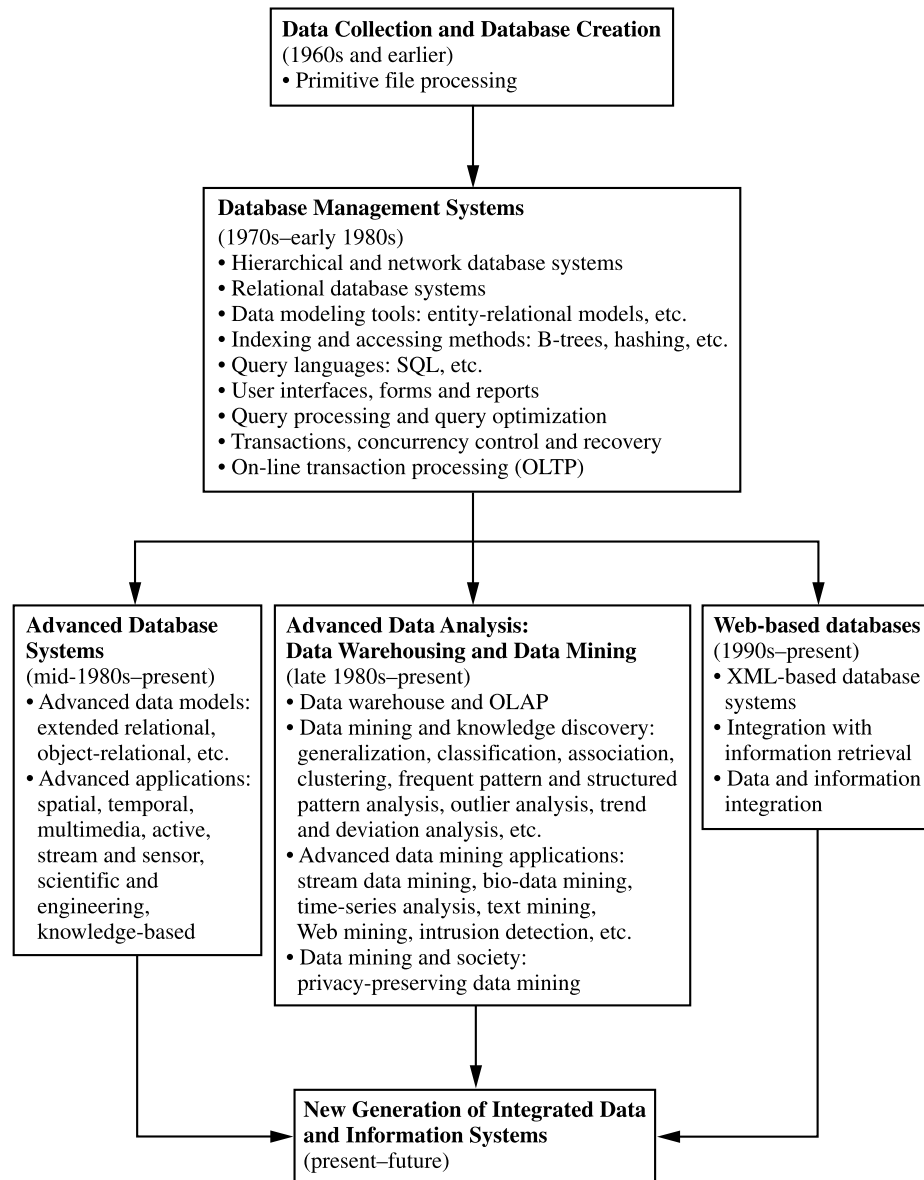 Data Collection and Database Creation
(1960s and earlier)
• Primitive file processing
Database Management Systems
(1970s–early 1980s)
• Hierarchical and network database systems
• Relational database systems
• Data modeling tools: entity-relational models, etc.
• Indexing and accessing methods: B-trees, hashing, etc.
• Query languages: SQL, etc.
• User interfaces, forms and reports
• Query processing and query optimization
• Transactions, concurrency control and recovery
• On-line transaction processing (OLTP)
Advanced Database
Systems
(mid-1980s–present)
• Advanced data models:
extended relational,
object-relational, etc.
• Advanced applications:
spatial, temporal,
multimedia, active,
stream and sensor,
scientific and
engineering,
knowledge-based
Advanced Data Analysis:
Data Warehousing and Data Mining
(late 1980s–present)
• Data warehouse and OLAP
• Data mining and knowledge discovery:
generalization, classification, association,
clustering, frequent pattern and structured
pattern analysis, outlier analysis, trend
and deviation analysis, etc.
• Advanced data mining applications:
stream data mining, bio-data mining,
time-series analysis, text mining,
Web mining, intrusion detection, etc.
• Data mining and society:
privacy-preserving data mining
Web-based databases
(1990s–present)
• XML-based database
systems
• Integration with
information retrieval
• Data and information
integration
New Generation of Integrated Data
and Information Systems
(present–future)